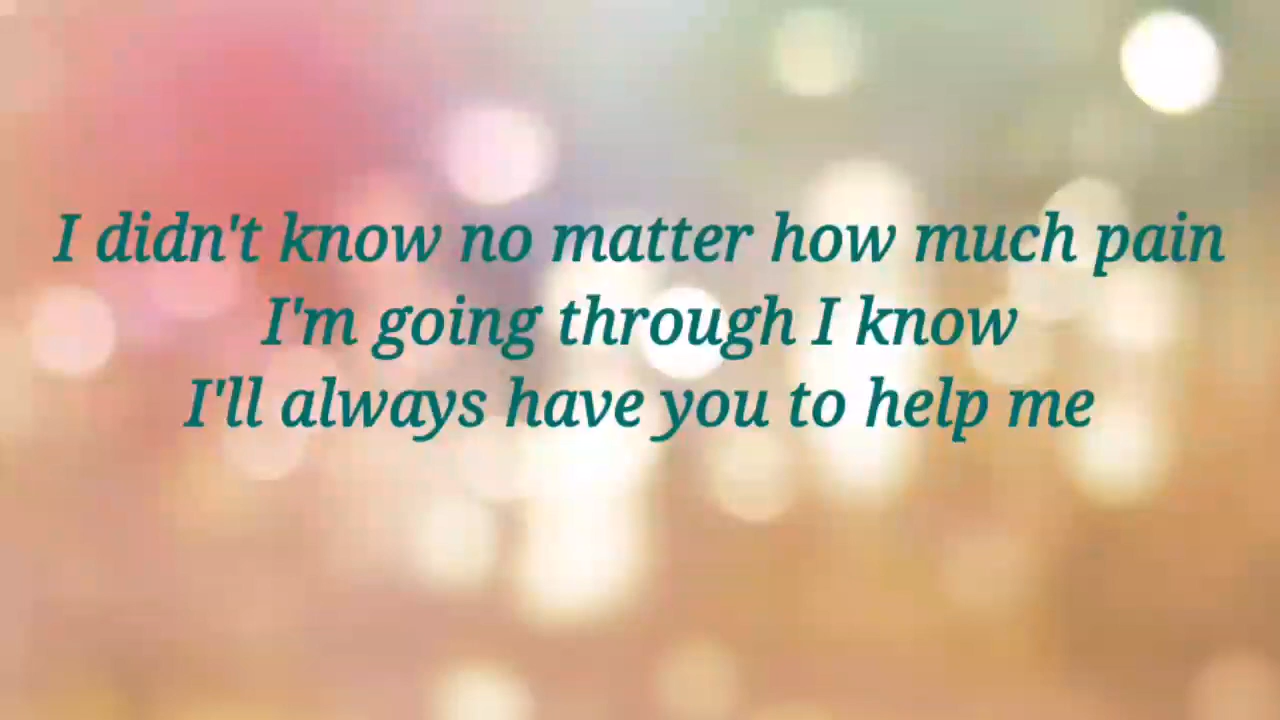 I didn't know no matter how much pain
I'm going through I know
I'll always have you to help me